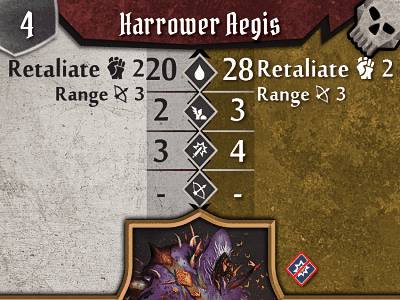 4 Harrower Aegis
Retaliate 2 20 28 Retaliate 2
Range 3 Range 3
2 3
3 4
- -